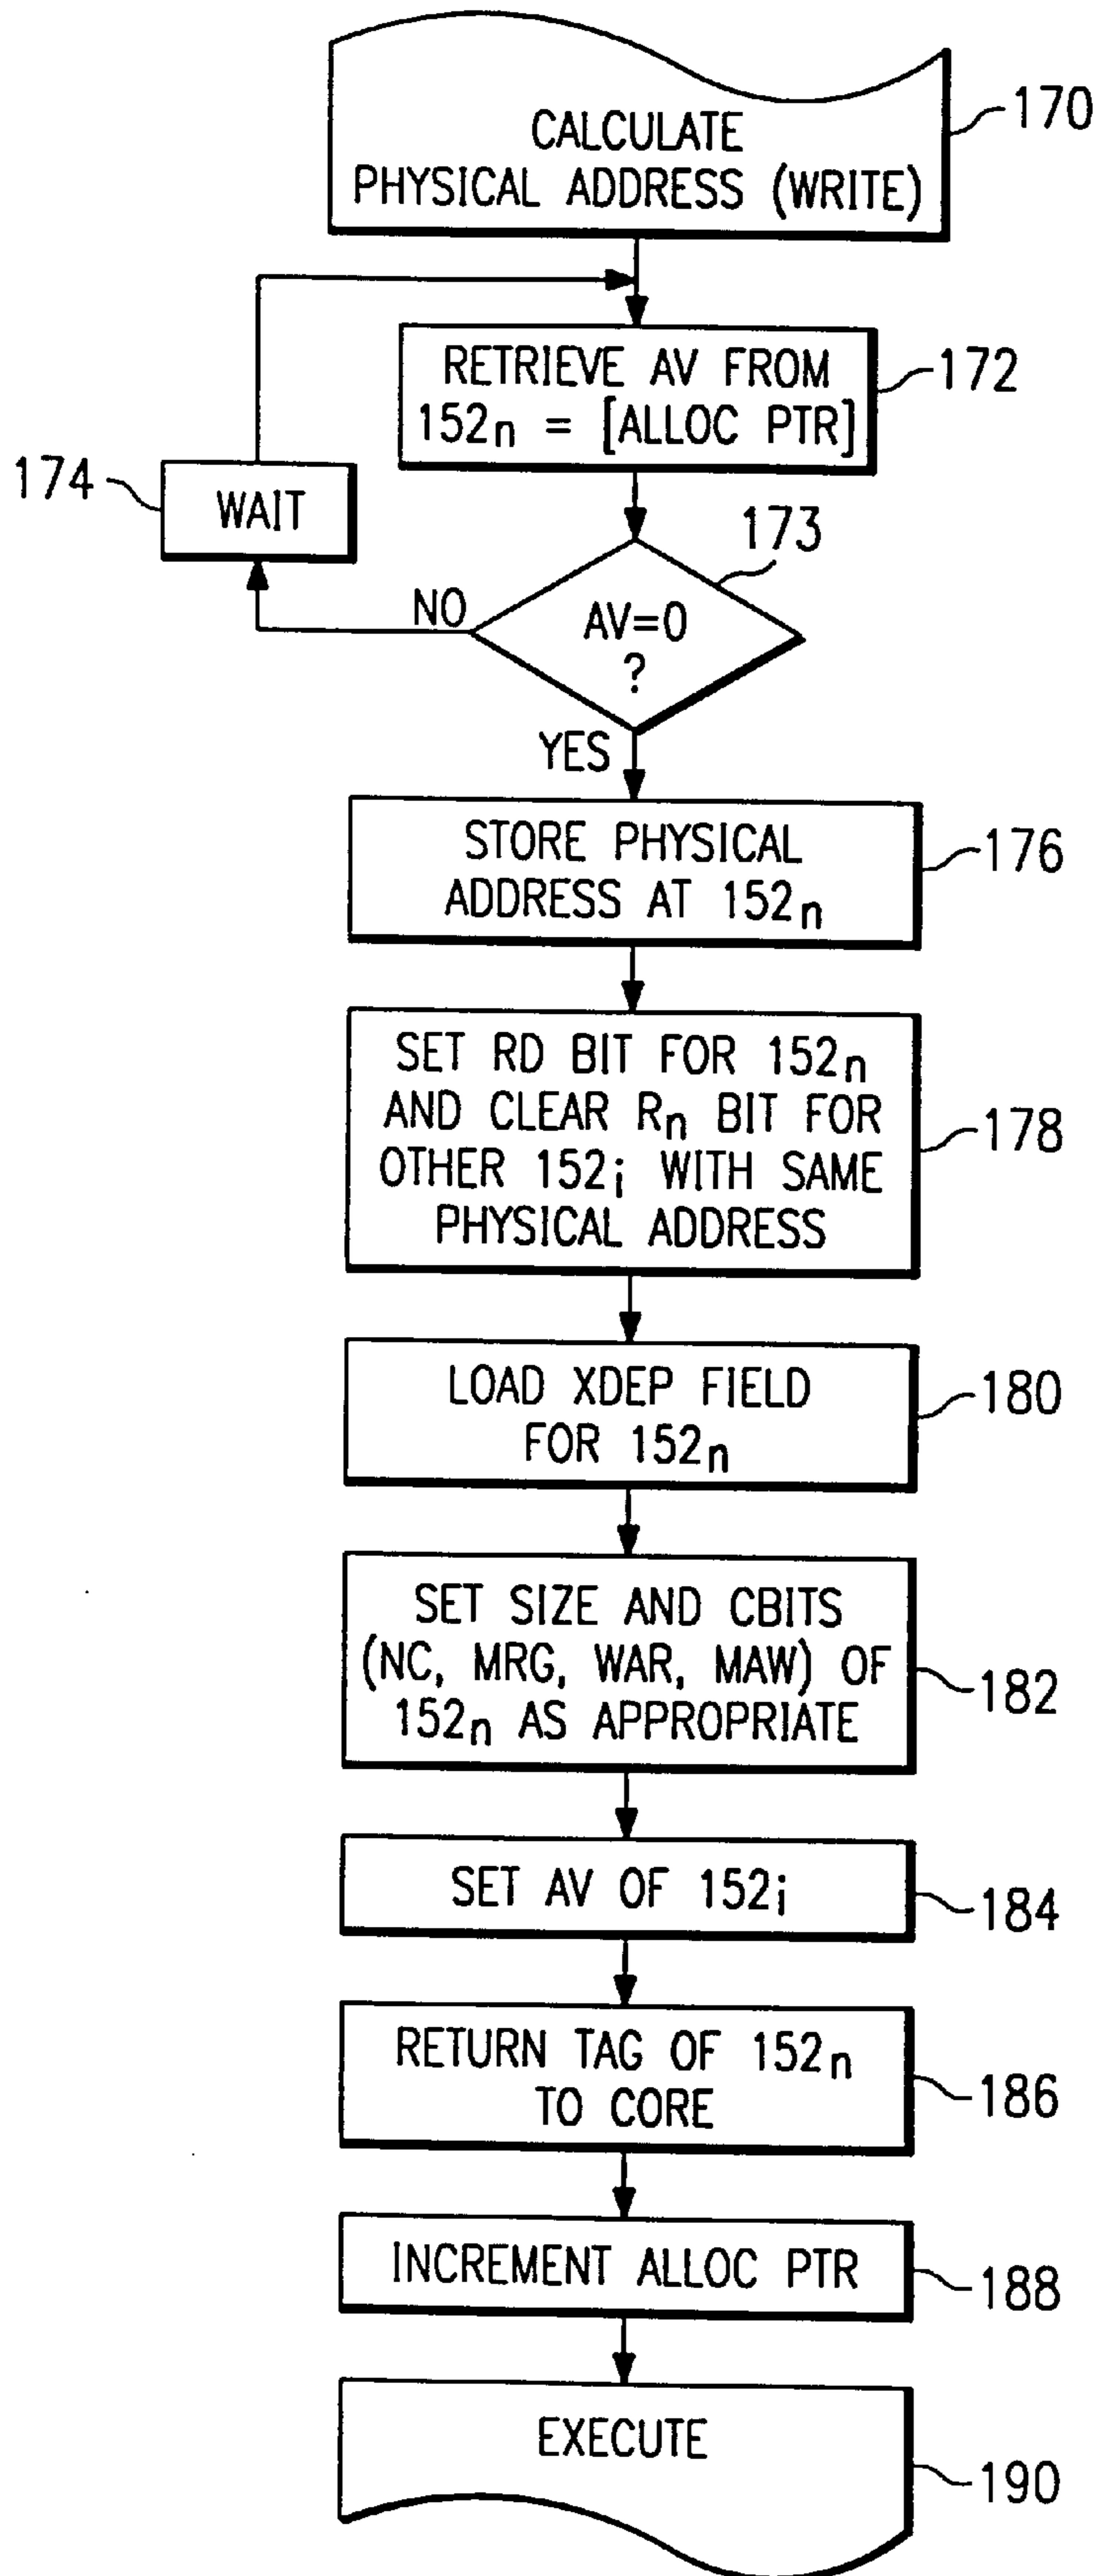 CALCULATE
PHYSICAL ADDRESS (WRITE)
170
RETRIEVE AV FROM
152n = [ALLOC PTR]
172
174
WAIT
173
NO
AV=0
?
YES
STORE PHYSICAL
ADDRESS AT 152n
176
SET RD BIT FOR 152n
AND CLEAR Rn BIT FOR
OTHER 152i WITH SAME
PHYSICAL ADDRESS
178
LOAD XDEP FIELD
FOR 152n
180
SET SIZE AND CBITS
(NC, MRG, WAR, MAW) OF
152n AS APPROPRIATE
182
SET AV OF 152i
184
RETURN TAG OF 152n
TO CORE
186
INCREMENT ALLOC PTR
188
EXECUTE
190